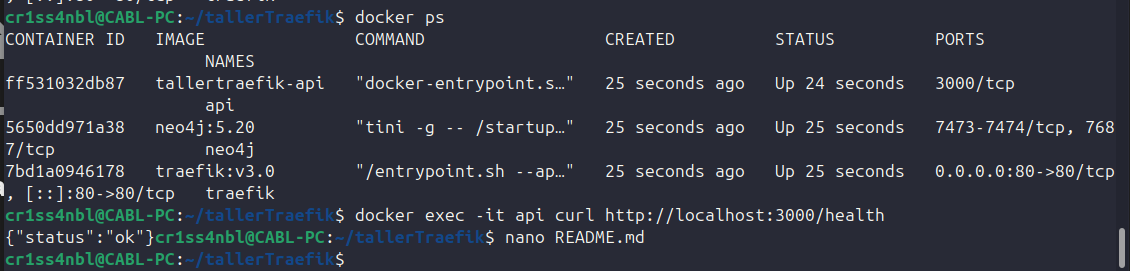 cr1ss4nbl@CABL-PC:~/tallerTraefik$ docker ps
CONTAINER ID   IMAGE               COMMAND                  CREATED          STATUS          PORTS
                    NAMES
ff531032db87   tallertraefik-api   "docker-entrypoint.s…"   25 seconds ago   Up 24 seconds   3000/tcp
                    api
5650dd971a38   neo4j:5.20          "tini -g -- /startup…"   25 seconds ago   Up 25 seconds   7473-7474/tcp, 768
7/tcp               neo4j
7bd1a0946178   traefik:v3.0        "/entrypoint.sh --ap…"   25 seconds ago   Up 25 seconds   0.0.0.0:80->80/tcp
, [::]:80->80/tcp   traefik
cr1ss4nbl@CABL-PC:~/tallerTraefik$ docker exec -it api curl http://localhost:3000/health
{"status":"ok"}cr1ss4nbl@CABL-PC:~/tallerTraefik$ nano README.md
cr1ss4nbl@CABL-PC:~/tallerTraefik$